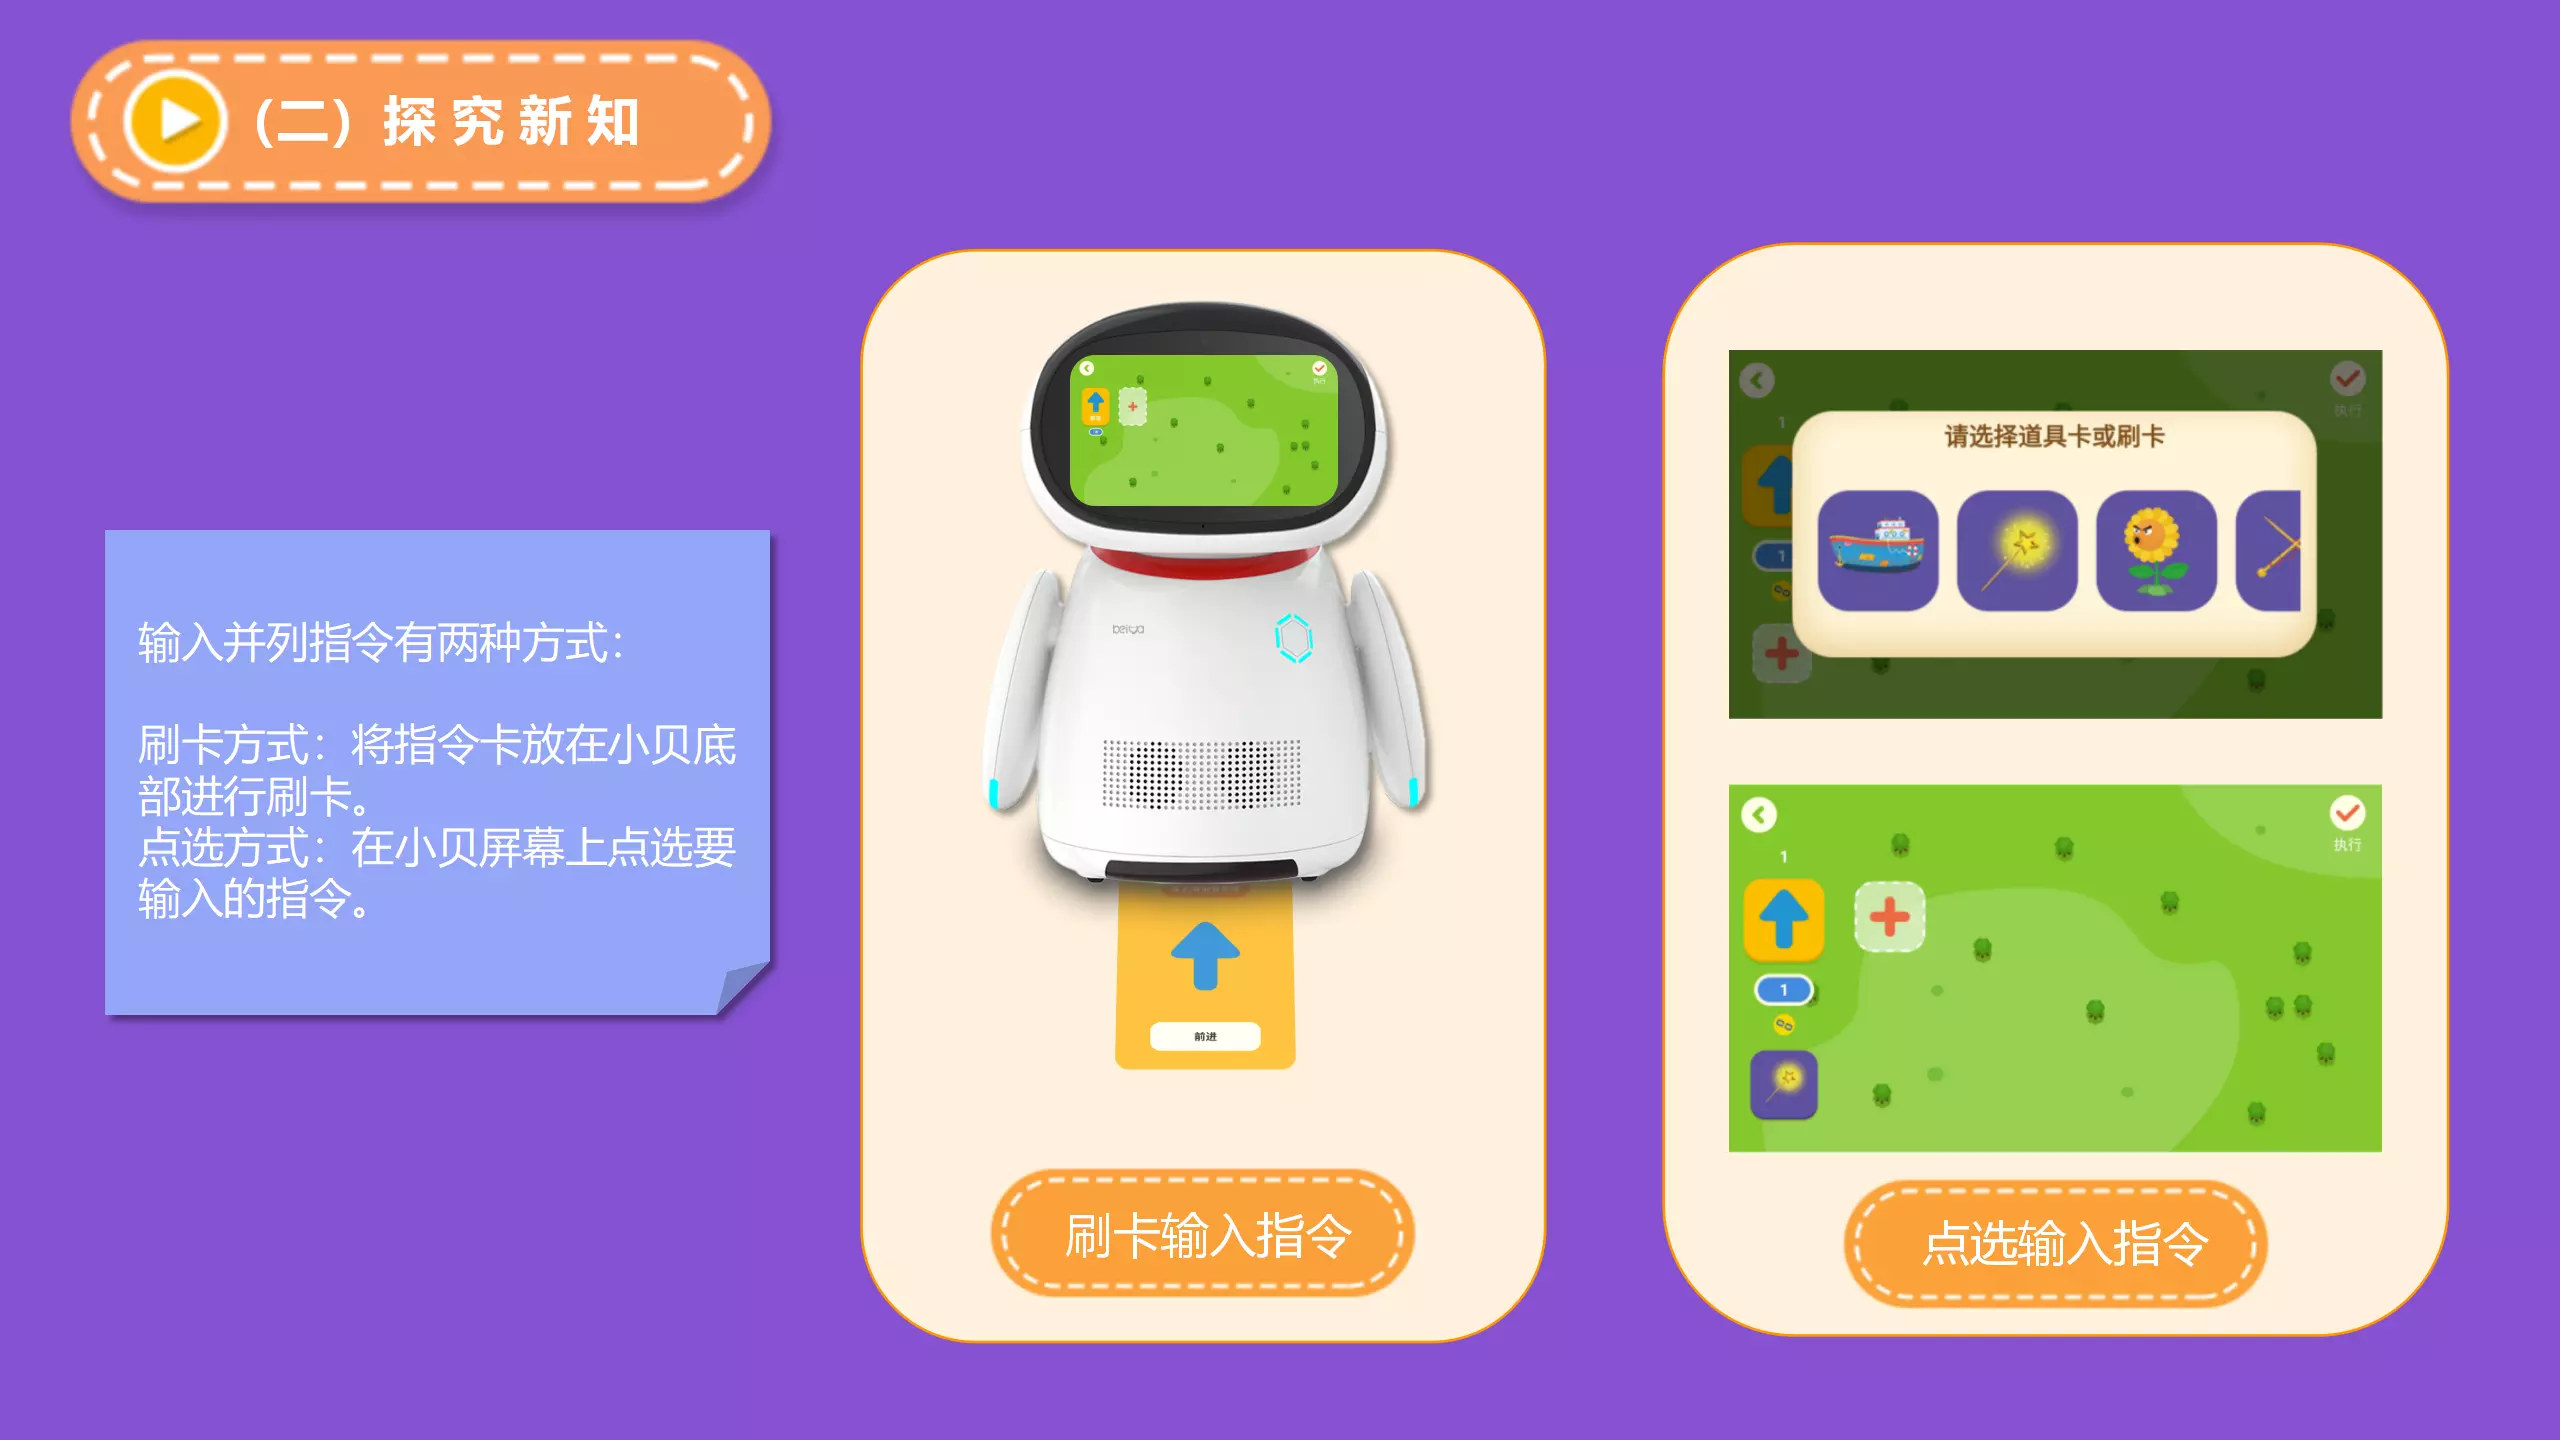 (二) 探究新知
输入并列指令有两种方式：
刷卡方式：将指令卡放在小贝底
部进行刷卡。
点选方式：在小贝屏幕上点选要
输入的指令。
执行
beiwa
前进
刷卡输入指令
1
执行
请选择道具卡或刷卡
1
执行
1
1
点选输入指令